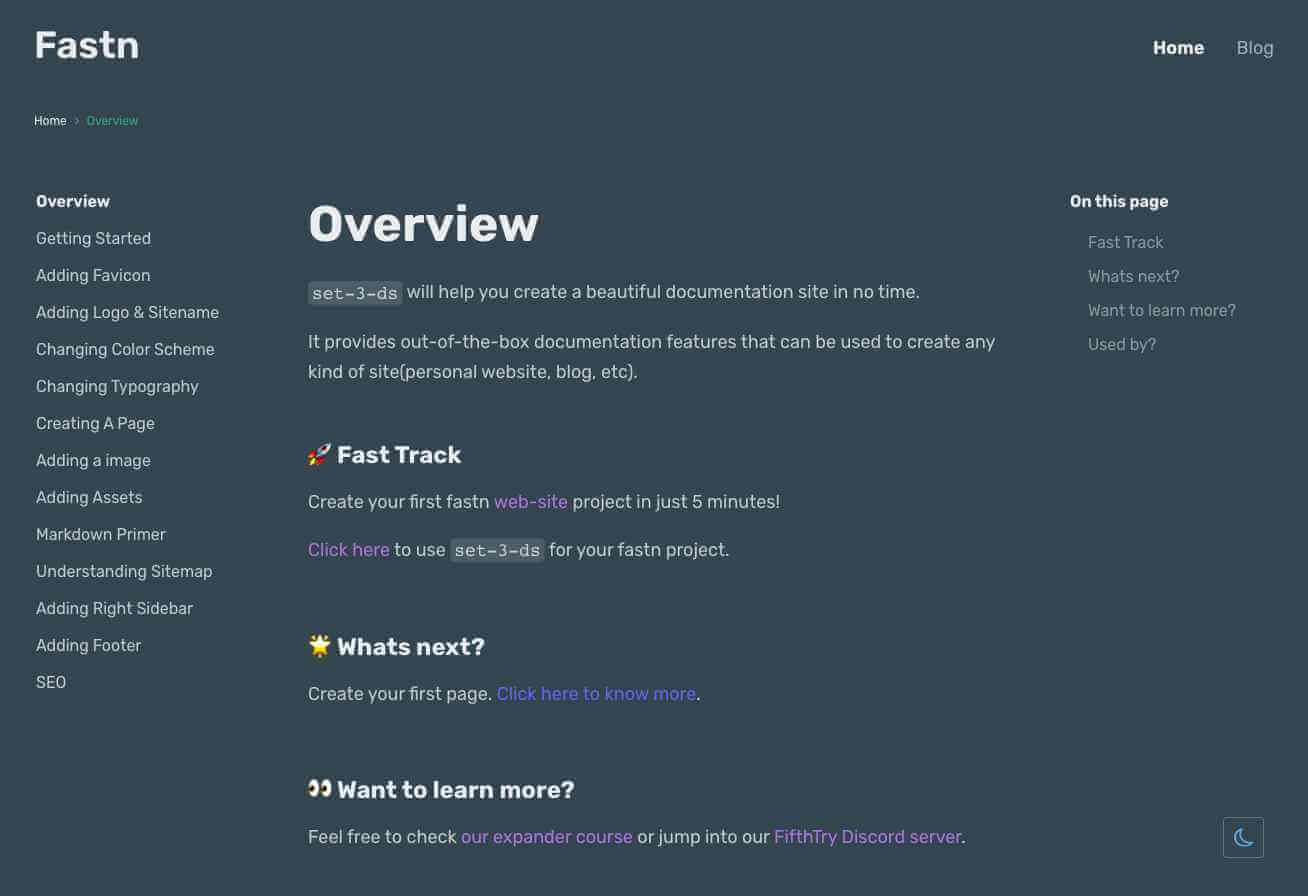 Fastn
Home
Blog
Home › Overview
Overview
Getting Started
Adding Favicon
Adding Logo & Sitename
Changing Color Scheme
Changing Typography
Creating A Page
Adding a image
Adding Assets
Markdown Primer
Understanding Sitemap
Adding Right Sidebar
Adding Footer
SEO
Overview
set-3-ds will help you create a beautiful documentation site in no time.
It provides out-of-the-box documentation features that can be used to create any
kind of site(personal website, blog, etc).
🚀 Fast Track
Create your first fastn web-site project in just 5 minutes!
Click here to use set-3-ds for your fastn project.
🌟 Whats next?
Create your first page. Click here to know more.
👀 Want to learn more?
Feel free to check our expander course or jump into our FifthTry Discord server.
On this page
Fast Track
Whats next?
Want to learn more?
Used by?